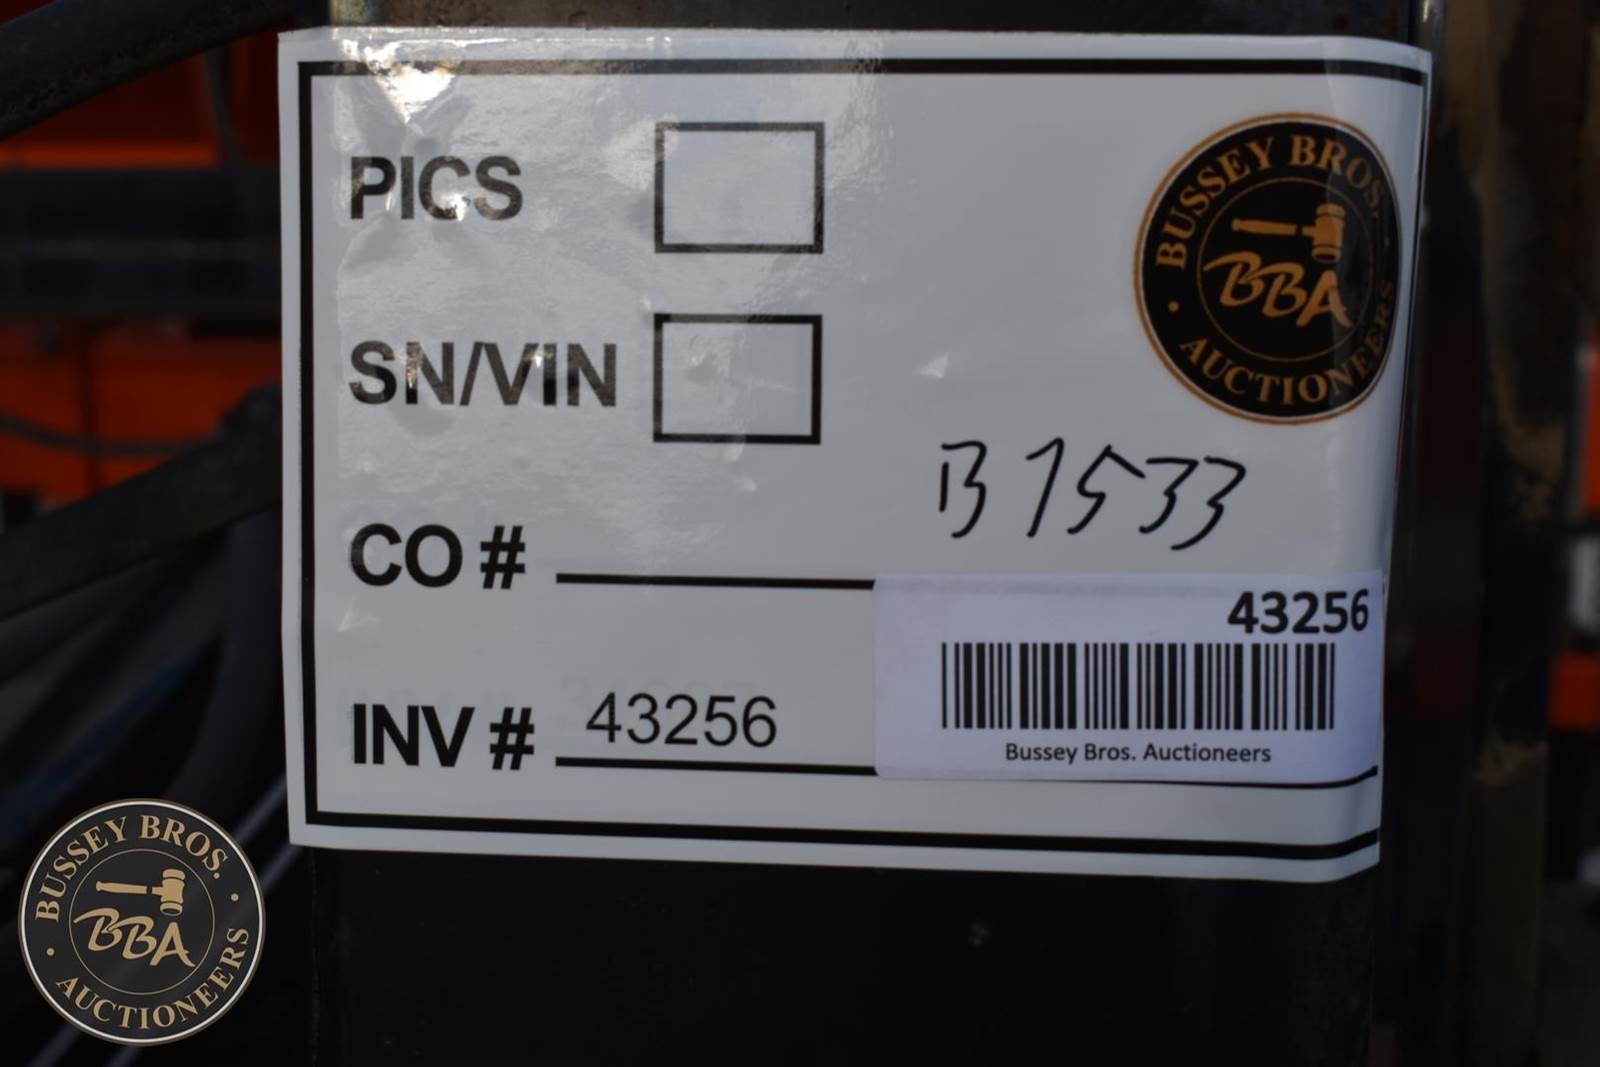 PICS
BUSSEY BROS.
BBA
AUCTIONEERS
SN/VIN
B 1533
CO #
43256
INV # 43256
Bussey Bros. Auctioneers
BUSSEY BROS.
BBA
AUCTIONEERS